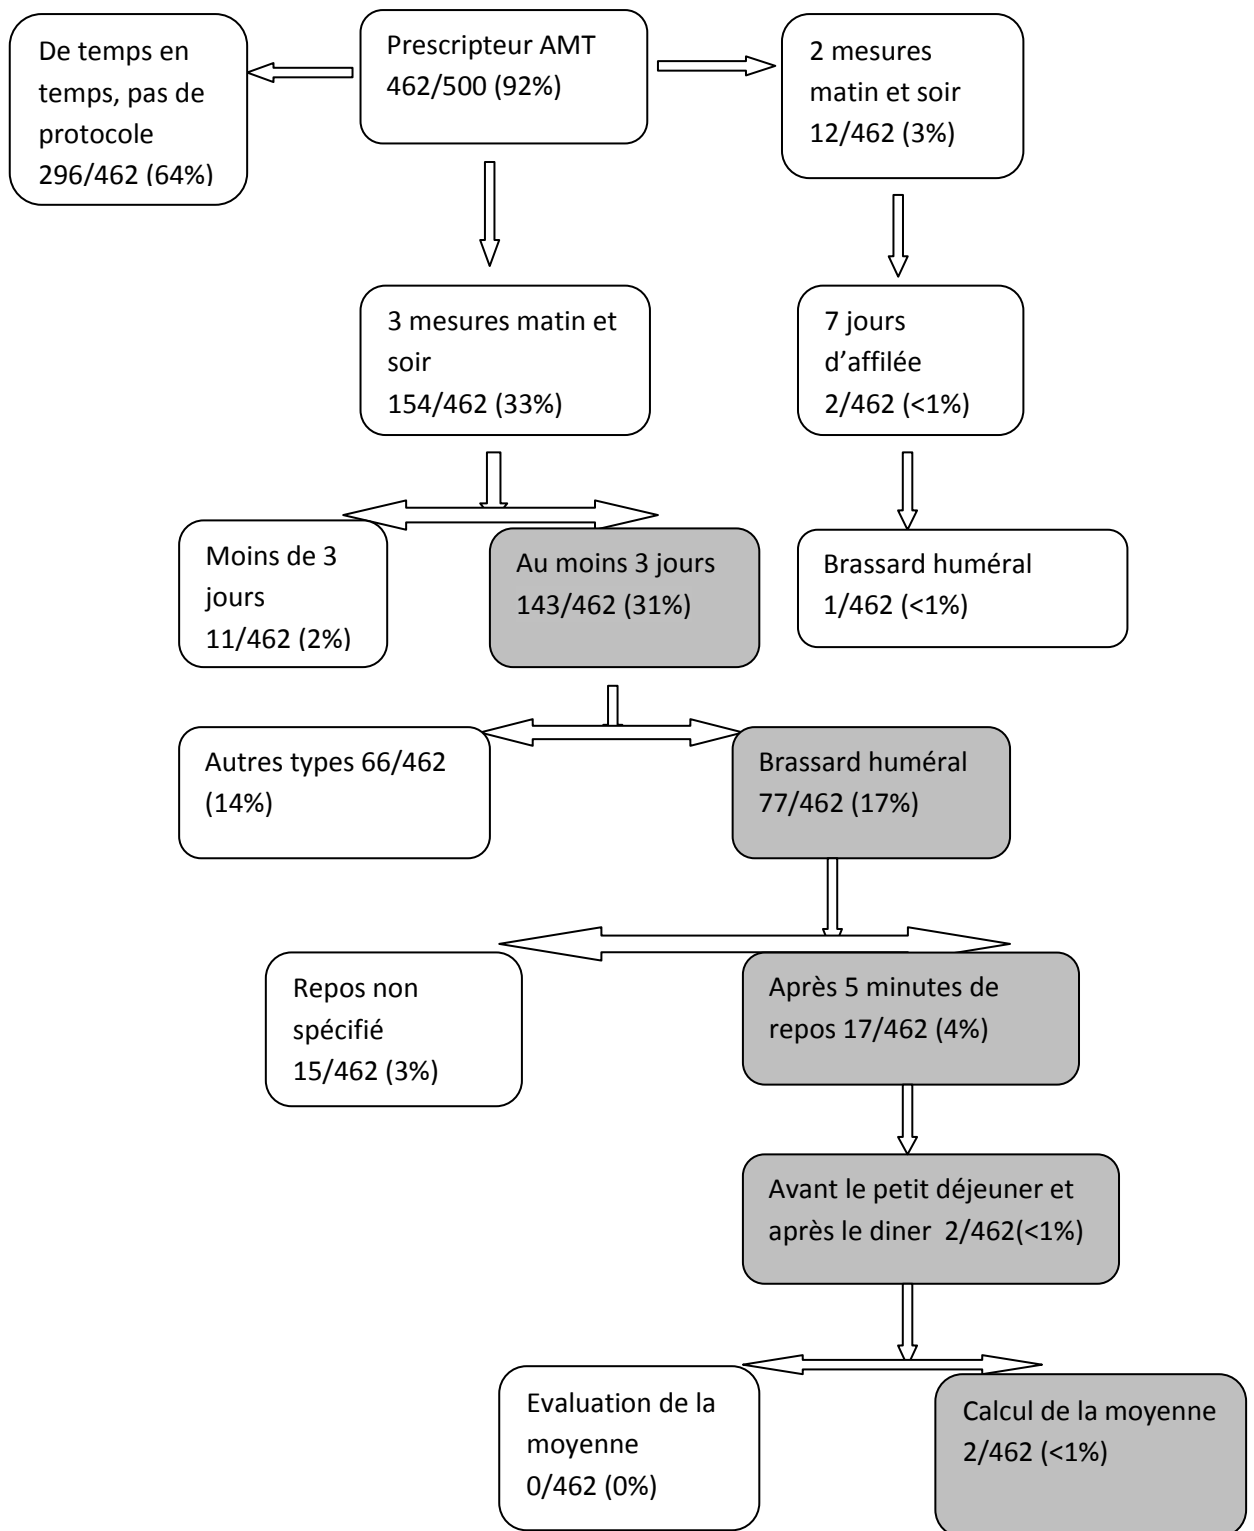 De temps en
temps, pas de
protocole
296/462 (64%)
Prescripteur AMT
462/500 (92%)
2 mesures
matin et soir
12/462 (3%)
3 mesures matin et
soir
154/462 (33%)
7 jours
d’affilée
2/462 (<1%)
Moins de 3
jours
11/462 (2%)
Au moins 3 jours
143/462 (31%)
Brassard huméral
1/462 (<1%)
Autres types 66/462
(14%)
Brassard huméral
77/462 (17%)
Repos non
spécifié
15/462 (3%)
Après 5 minutes de
repos 17/462 (4%)
Avant le petit déjeuner et
après le diner  2/462(<1%)
Evaluation de la
moyenne
0/462 (0%)
Calcul de la moyenne
2/462 (<1%)